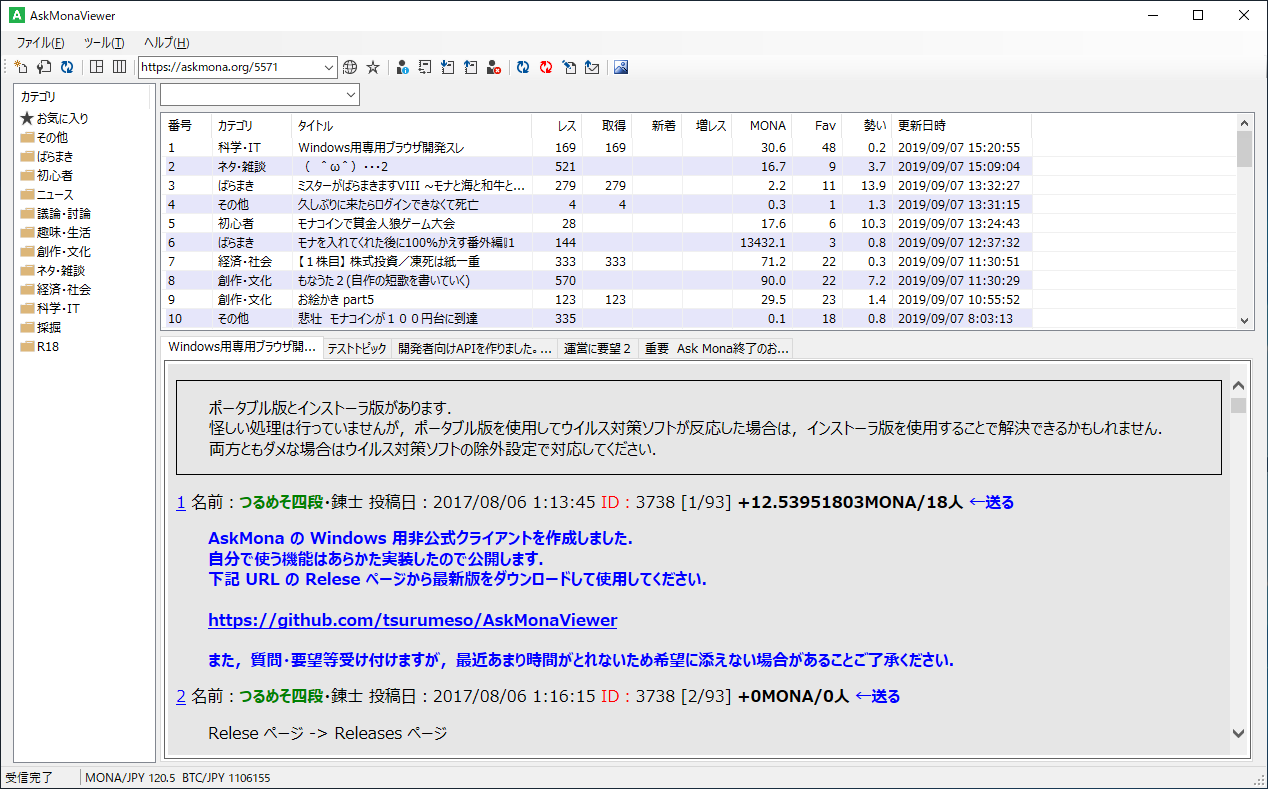 AskMonaViewer
ファイル(F) ツール(T) ヘルプ(H)
https://askmona.org/5571
カテゴリ
お気に入り
その他
ばらまき
初心者
ニュース
議論・討論
趣味・生活
創作・文化
ネタ・雑談
経済・社会
科学・IT
採掘
R18
番号 カテゴリ タイトル レス 取得 新着 増レス MONA Fav 勢い 更新日時
1 科学・IT Windows用専用ブラウザ開発スレ 169 169 30.6 48 0.2 2019/09/07 15:20:55
2 ネタ・雑談 （ ＾ω＾）・・・2 521 16.7 9 3.7 2019/09/07 15:09:04
3 ばらまき ミスターがばらまきますVIII ~モナと海と和牛と... 279 279 2.2 11 13.9 2019/09/07 13:32:27
4 その他 久しぶりに来たらログインできなくて死亡 4 4 0.3 1 1.3 2019/09/07 13:31:15
5 初心者 モナコインで賞金人狼ゲーム大会 28 17.6 6 10.3 2019/09/07 13:24:43
6 ばらまき モナを入れてくれた後に100%かえす番外編』1 144 13432.1 3 0.8 2019/09/07 12:37:32
7 経済・社会 【１株目】 株式投資／凍死は紙一重 333 333 71.2 22 0.3 2019/09/07 11:30:51
8 創作・文化 もなうた２(自作の短歌を書いていく) 570 90.0 22 7.2 2019/09/07 11:30:29
9 創作・文化 お絵かき part5 123 123 29.5 23 1.4 2019/09/07 10:55:52
10 その他 悲壮 モナコインが１００円台に到達 335 0.1 18 0.8 2019/09/07 8:03:13
Windows用専用ブラウザ開... テストトピック 開発者向けAPIを作りました。... 運営に要望２ 重要 Ask Mona終了のお...
ポータブル版とインストーラ版があります．
怪しい処理は行っていませんが，ポータブル版を使用してウイルス対策ソフトが反応した場合は，インストーラ版を使用することで解決できるかもしれません．
両方ともダメな場合はウイルス対策ソフトの除外設定で対応してください．
1 名前：つるめそ四段・錬士 投稿日：2017/08/06 1:13:45 ID：3738 [1/93] +12.53951803MONA/18人 ←送る
AskMona の Windows 用非公式クライアントを作成しました．
自分で使う機能はあらかた実装したので公開します．
下記 URL の Relese ページから最新版をダウンロードして使用してください．
https://github.com/tsurumeso/AskMonaViewer
また，質問・要望等受け付けますが，最近あまり時間がとれないため希望に添えない場合があることご了承ください．
2 名前：つるめそ四段・錬士 投稿日：2017/08/06 1:16:15 ID：3738 [2/93] +0MONA/0人 ←送る
Relese ページ -> Releases ページ
受信完了 MONA/JPY 120.5 BTC/JPY 1106155